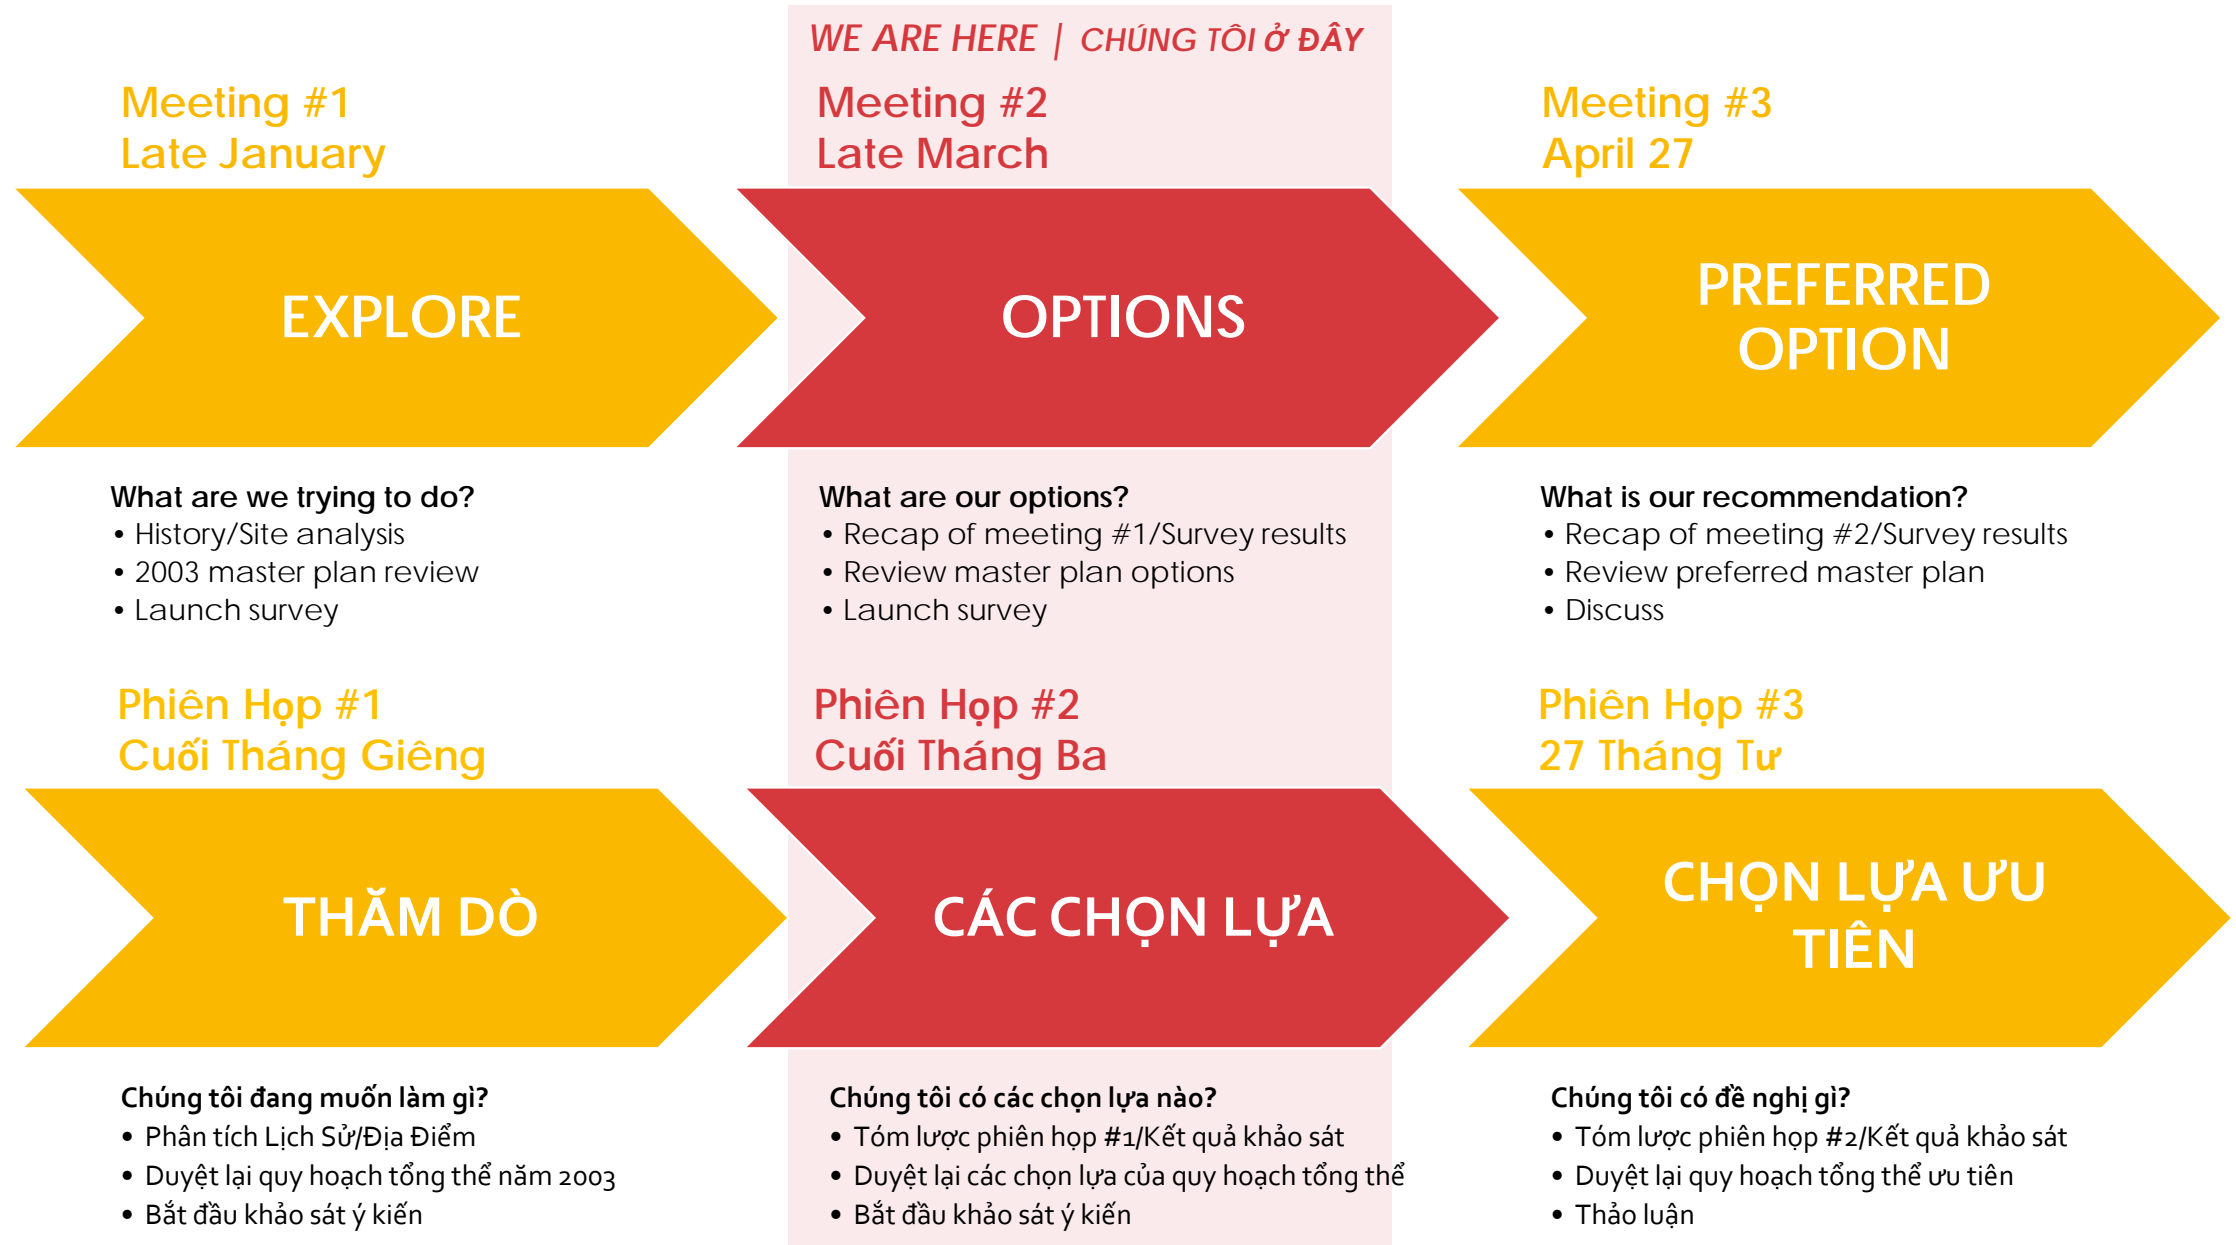 WE ARE HERE | CHÚNG TÔI Ở ĐÂY
Meeting #1
Late January
EXPLORE
What are we trying to do?
• History/Site analysis
• 2003 master plan review
• Launch survey
Meeting #2
Late March
OPTIONS
What are our options?
• Recap of meeting #1/Survey results
• Review master plan options
• Launch survey
Meeting #3
April 27
PREFERRED
OPTION
What is our recommendation?
• Recap of meeting #2/Survey results
• Review preferred master plan
• Discuss
Phiên Họp #1
Cuối Tháng Giêng
THĂM DÒ
Chúng tôi đang muốn làm gì?
• Phân tích Lịch Sử/Địa Điểm
• Duyệt lại quy hoạch tổng thể năm 2003
• Bắt đầu khảo sát ý kiến
Phiên Họp #2
Cuối Tháng Ba
CÁC CHỌN LỰA
Chúng tôi có các chọn lựa nào?
• Tóm lược phiên họp #1/Kết quả khảo sát
• Duyệt lại các chọn lựa của quy hoạch tổng thể
• Bắt đầu khảo sát ý kiến
Phiên Họp #3
27 Tháng Tư
CHỌN LỰA ƯU
TIÊN
Chúng tôi có đề nghị gì?
• Tóm lược phiên họp #2/Kết quả khảo sát
• Duyệt lại quy hoạch tổng thể ưu tiên
• Thảo luận